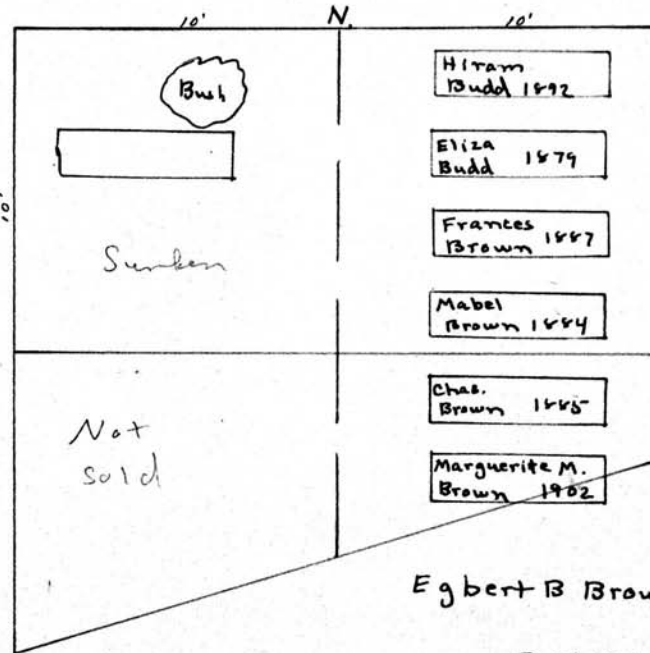 N.
10'
10'
Bush
Hiram
Budd 1892
Eliza
Budd 1879
10'
Frances
Brown 1887
Sunken
Mabel
Brown 1884
Chas.
Brown 1885
Not
sold
Marguerite M.
Brown 1902
Egbert B Brow